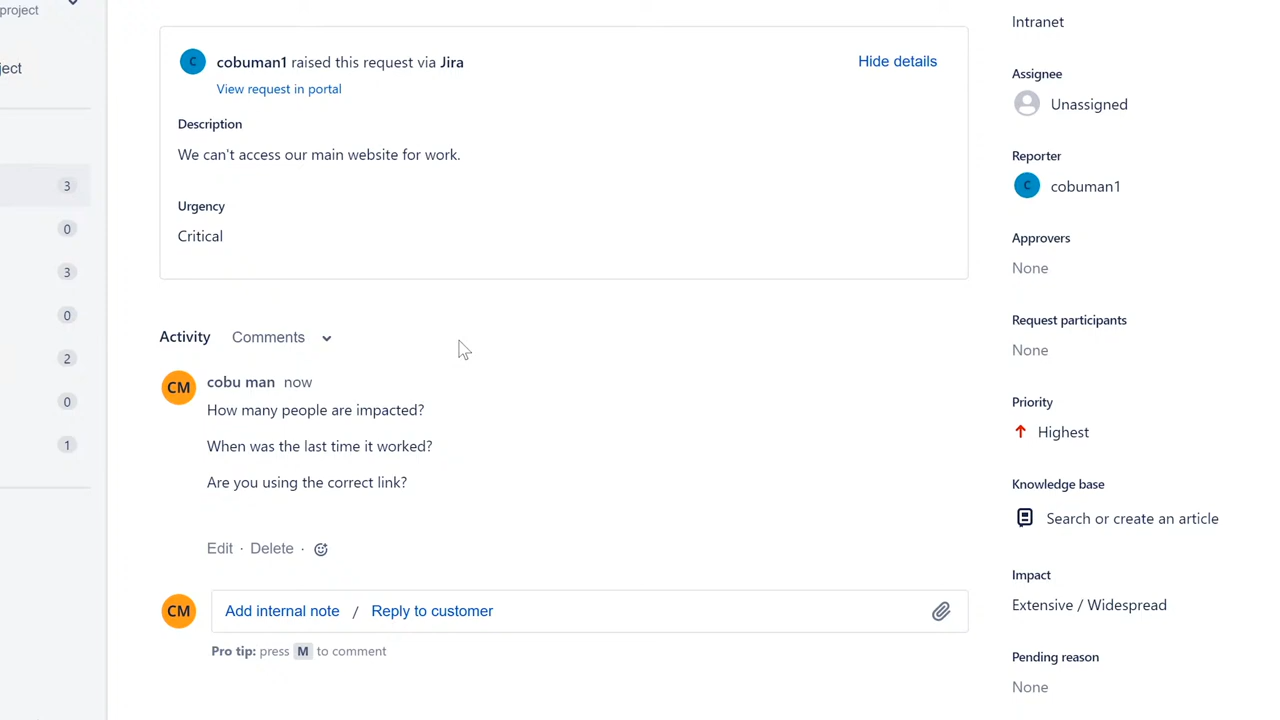 project
ject
3
0
3
0
2
0
1
C
cobuman1 raised this request via Jira
Hide details
View request in portal
Description
We can't access our main website for work.
Urgency
Critical
Activity
Comments
CM
cobu man now
How many people are impacted?
When was the last time it worked?
Are you using the correct link?
Edit · Delete ·
CM
Add internal note / Reply to customer
Pro tip: press M to comment
Intranet
Assignee
Unassigned
Reporter
C
cobuman1
Approvers
None
Request participants
None
Priority
Highest
Knowledge base
Search or create an article
Impact
Extensive / Widespread
Pending reason
None